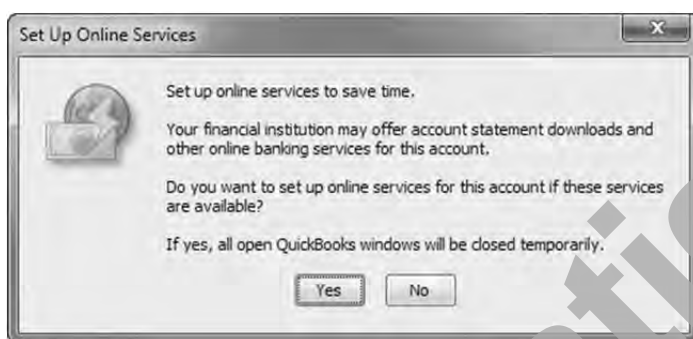 Set Up Online Services
Set up online services to save time.
Your financial institution may offer account statement downloads and
other online banking services for this account.
Do you want to set up online services for this account if these services
are available?
If yes, all open QuickBooks windows will be closed temporarily.
Yes No